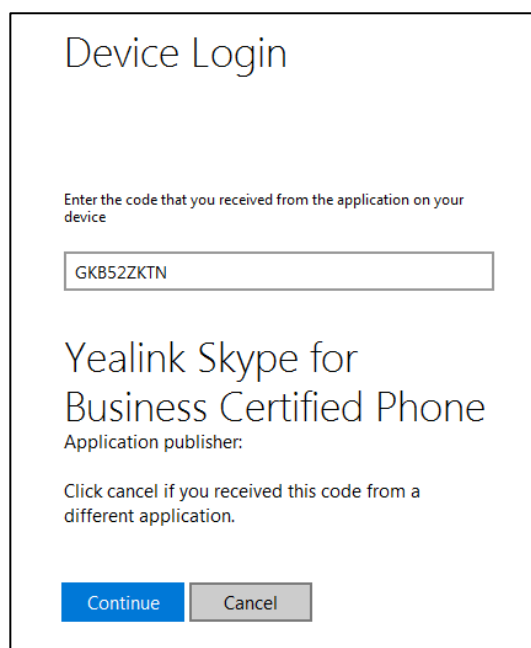 Device Login
Enter the code that you received from the application on your
device
GKB52ZKTN
Yealink Skype for
Business Certified Phone
Application publisher:
Click cancel if you received this code from a
different application.
Continue Cancel